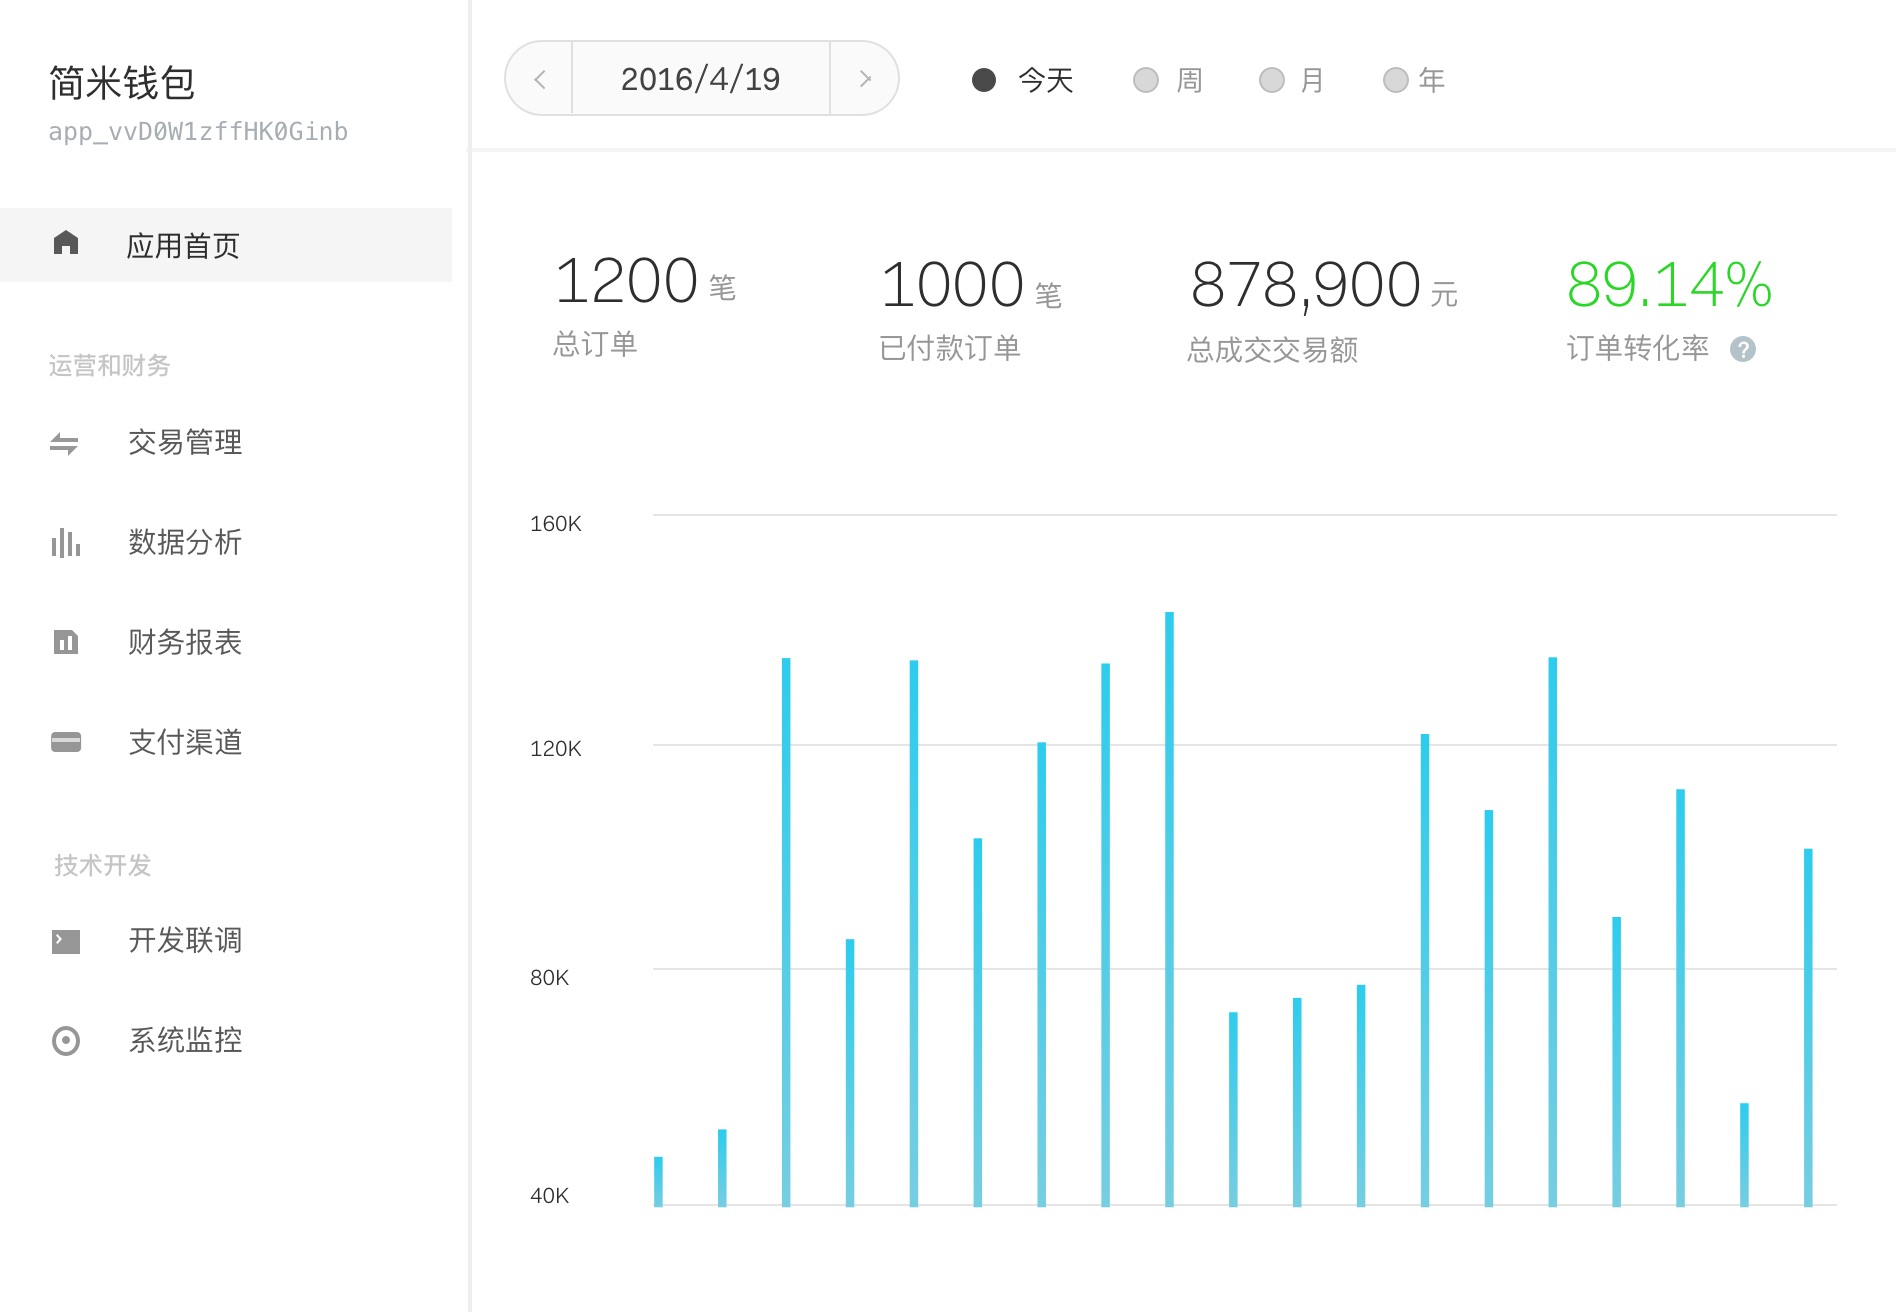 简米钱包
app_vvD0W1zffHK0Ginb
应用首页
运营和财务
交易管理
数据分析
财务报表
支付渠道
技术开发
开发联调
系统监控
2016/4/19
今天 周 月 年
1200 笔
总订单
1000 笔
已付款订单
878,900 元
总成交交易额
89.14%
订单转化率 ?
160K
120K
80K
40K